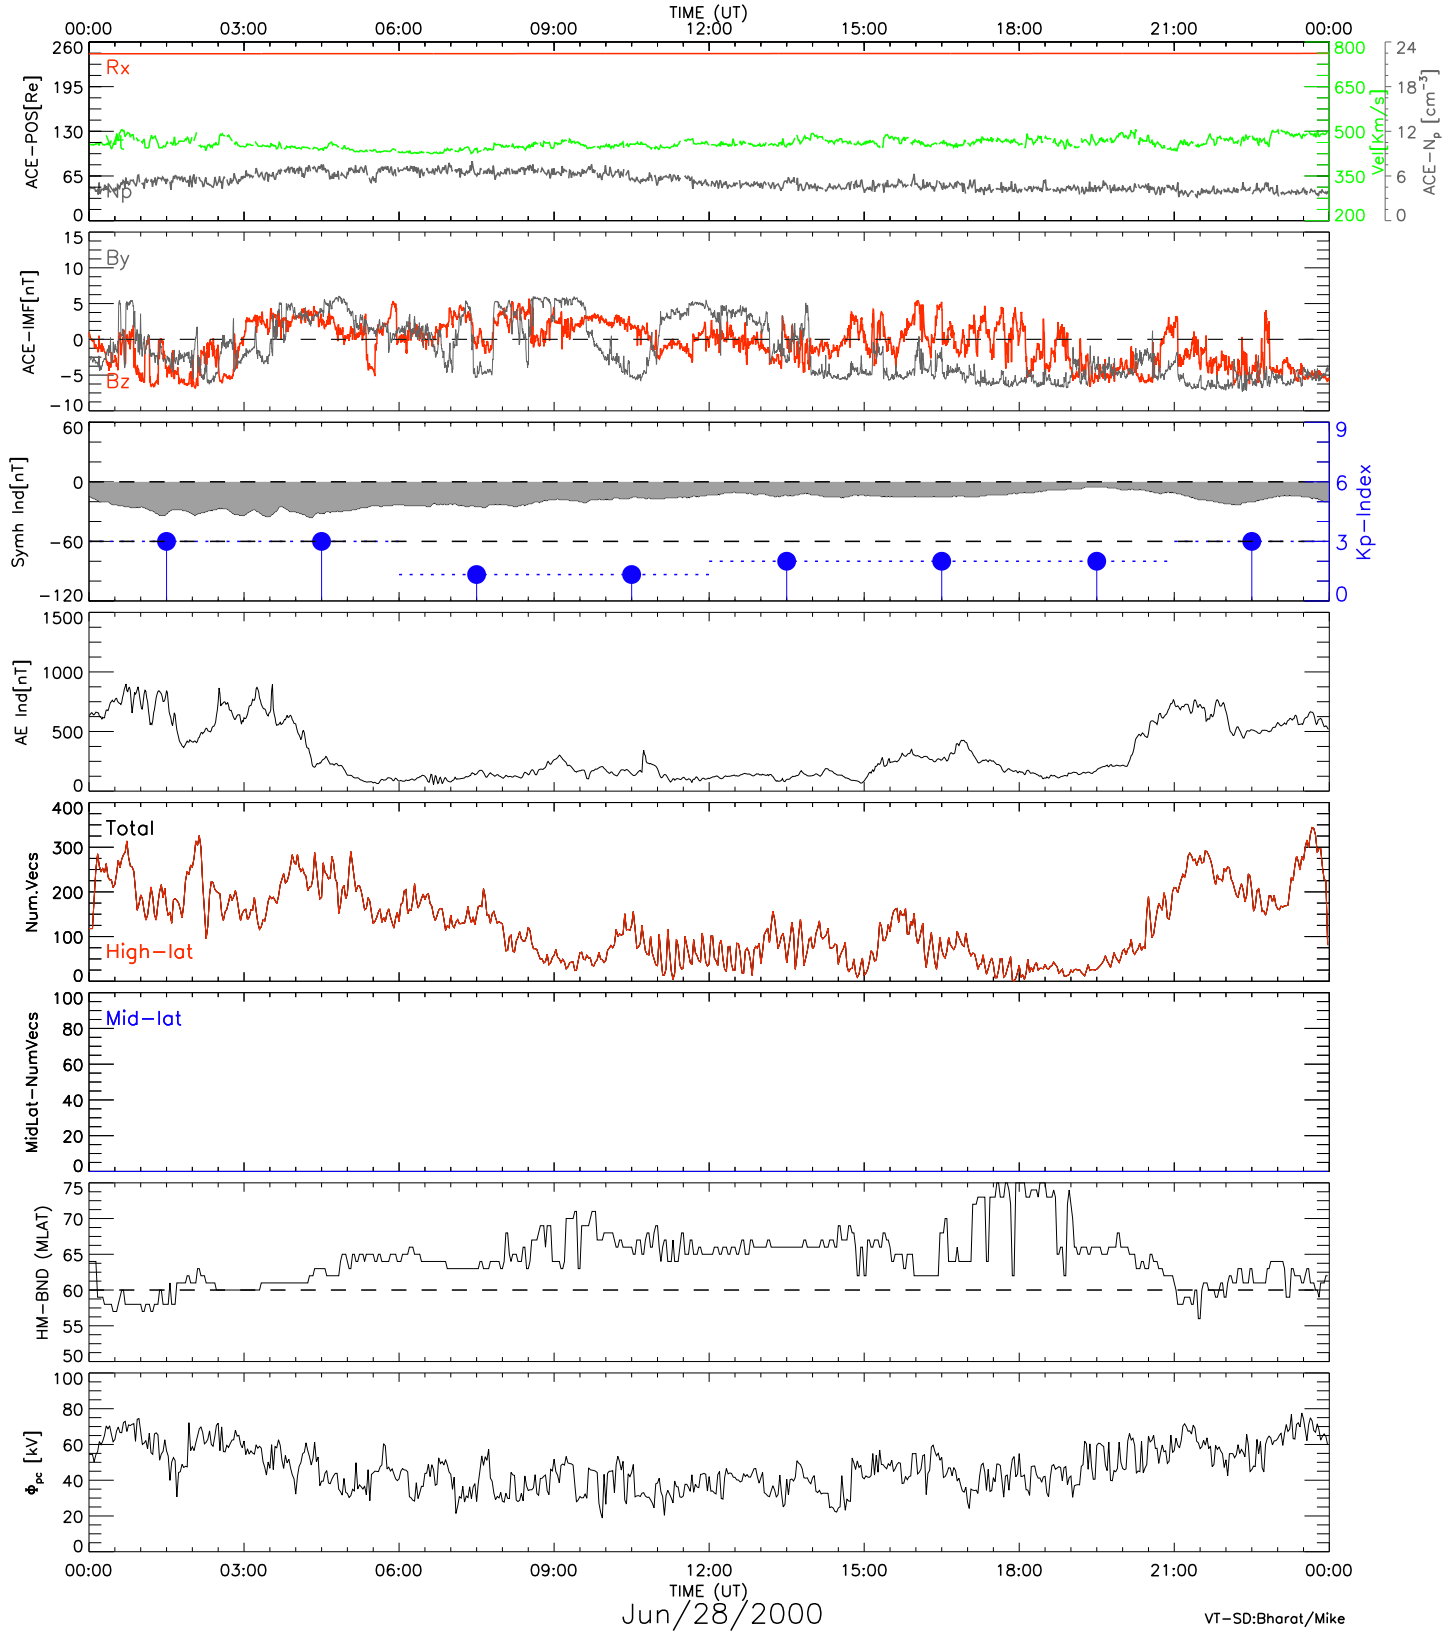 TIME (UT)
00:00 03:00 06:00 09:00 12:00 15:00 18:00 21:00 00:00
ACE-POS[Re]
260
195
130
65
0
Rx
Np
800
650
500
350
200
Vel[Km/s]
24
18
12
6
0
ACE-Np [cm-3]
ACE-IMF[nT]
15
10
5
0
-5
-10
By
Bz
Symh Ind[nT]
60
0
-60
-120
9
6
3
0
Kp-Index
AE Ind[nT]
1500
1000
500
0
Num.Vecs
400
300
200
100
0
Total
High-lat
MidLat-NumVecs
100
80
60
40
20
0
Mid-lat
HM-BND (MLAT)
75
70
65
60
55
50
Φpc [kV]
100
80
60
40
20
0
00:00 03:00 06:00 09:00 12:00 15:00 18:00 21:00 00:00
TIME (UT)
Jun/28/2000
VT-SD:Bharat/Mike